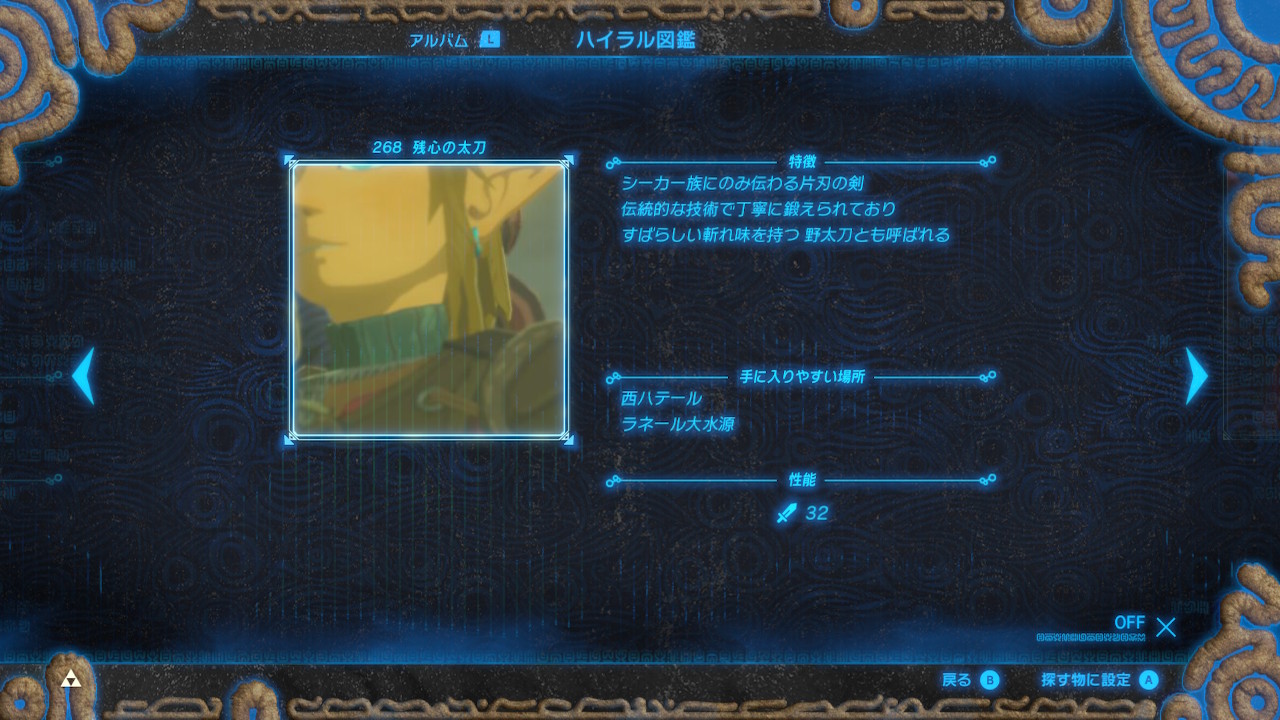 アルバム L
ハイラル図鑑
268 残心の太刀
特徴
シーカー族にのみ伝わる片刃の剣
伝統的な技術で丁寧に鍛えられており
すばらしい斬れ味を持つ 野太刀とも呼ばれる
手に入りやすい場所
西ハテール
ラネール大水源
性能
32
OFF
戻る B
探す物に設定 A